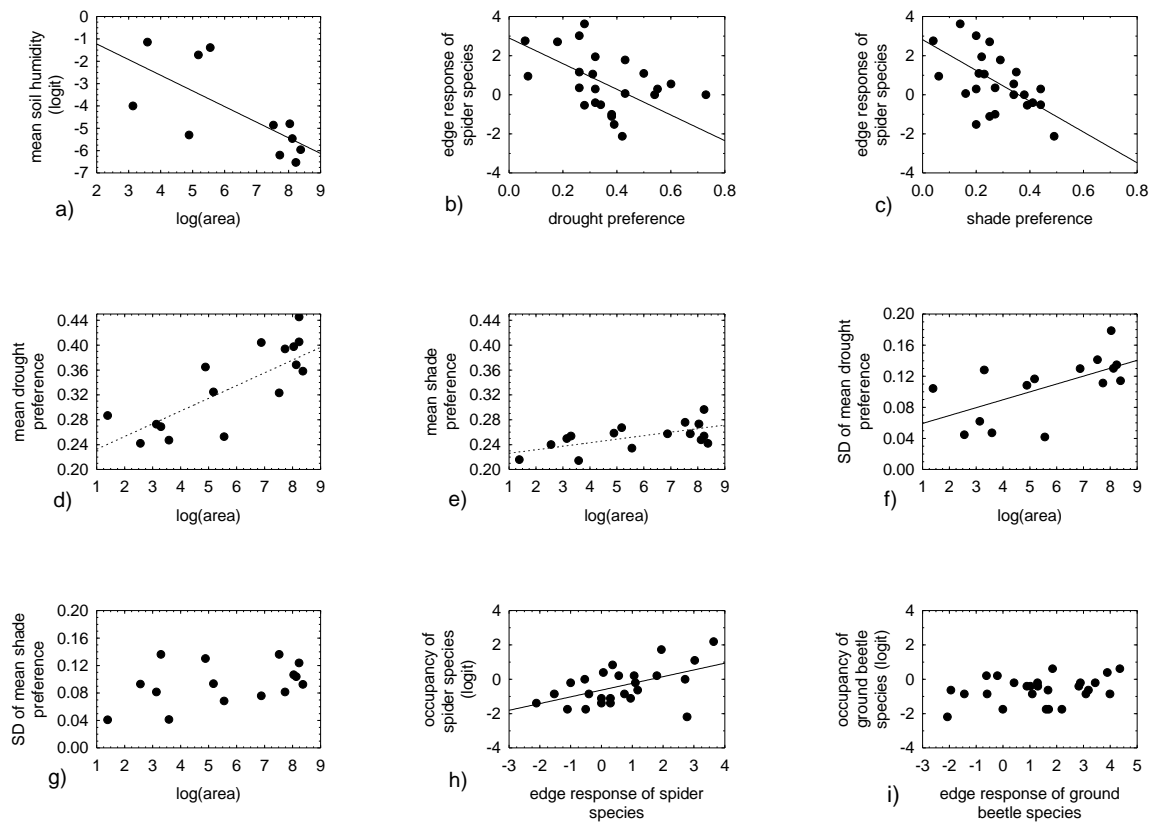 mean soil humidity
(logit)
0
-1
-2
-3
-4
-5
-6
-7
2 3 4 5 6 7 8 9
log(area)
a)
edge response of
spider species
4
2
0
-2
-4
0.0 0.2 0.4 0.6 0.8
drought preference
b)
edge response of
spider species
4
2
0
-2
-4
0.0 0.2 0.4 0.6 0.8
shade preference
c)
mean drought
preference
0.44
0.40
0.36
0.32
0.28
0.24
0.20
1 2 3 4 5 6 7 8 9
log(area)
d)
mean shade
preference
0.44
0.40
0.36
0.32
0.28
0.24
0.20
1 2 3 4 5 6 7 8 9
log(area)
e)
SD of mean drought
preference
0.20
0.16
0.12
0.08
0.04
0.00
1 2 3 4 5 6 7 8 9
log(area)
f)
SD of mean shade
preference
0.20
0.16
0.12
0.08
0.04
0.00
1 2 3 4 5 6 7 8 9
log(area)
g)
occupancy of
spider species
(logit)
4
2
0
-2
-4
-3 -2 -1 0 1 2 3 4
edge response of spider
species
h)
occupancy of
ground beetle
species (logit)
4
2
0
-2
-4
-3 -2 -1 0 1 2 3 4 5
edge response of ground
beetle species
i)